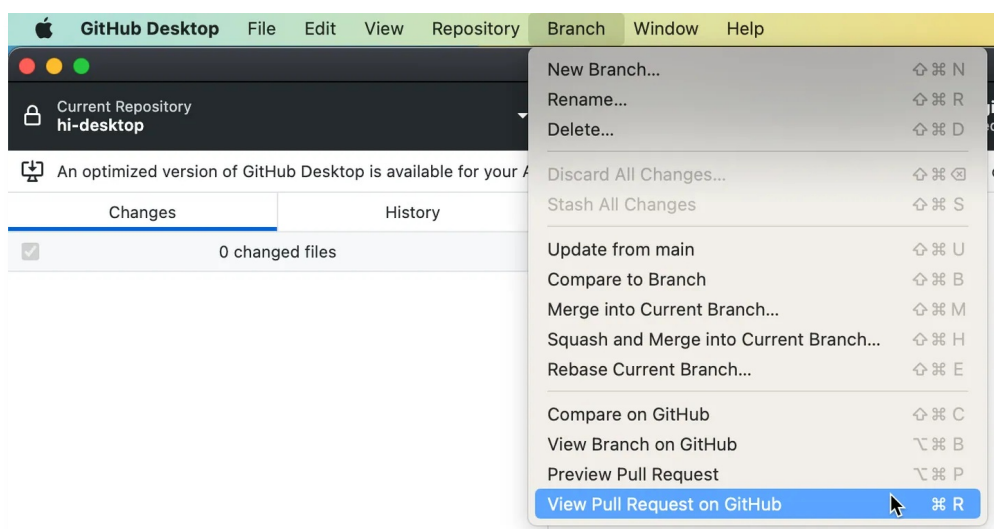 GitHub Desktop File Edit View Repository Branch Window Help
Current Repository
hi-desktop
An optimized version of GitHub Desktop is available for your
Changes History
0 changed files
New Branch... ⇧⌘N
Rename... ⇧⌘R
Delete... ⇧⌘D
Discard All Changes... ⇧⌘⌫
Stash All Changes ⇧⌘S
Update from main ⇧⌘U
Compare to Branch ⇧⌘B
Merge into Current Branch... ⇧⌘M
Squash and Merge into Current Branch... ⇧⌘H
Rebase Current Branch... ⇧⌘E
Compare on GitHub ⇧⌘C
View Branch on GitHub ⌥⌘B
Preview Pull Request ⌥⌘P
View Pull Request on GitHub ⌘R